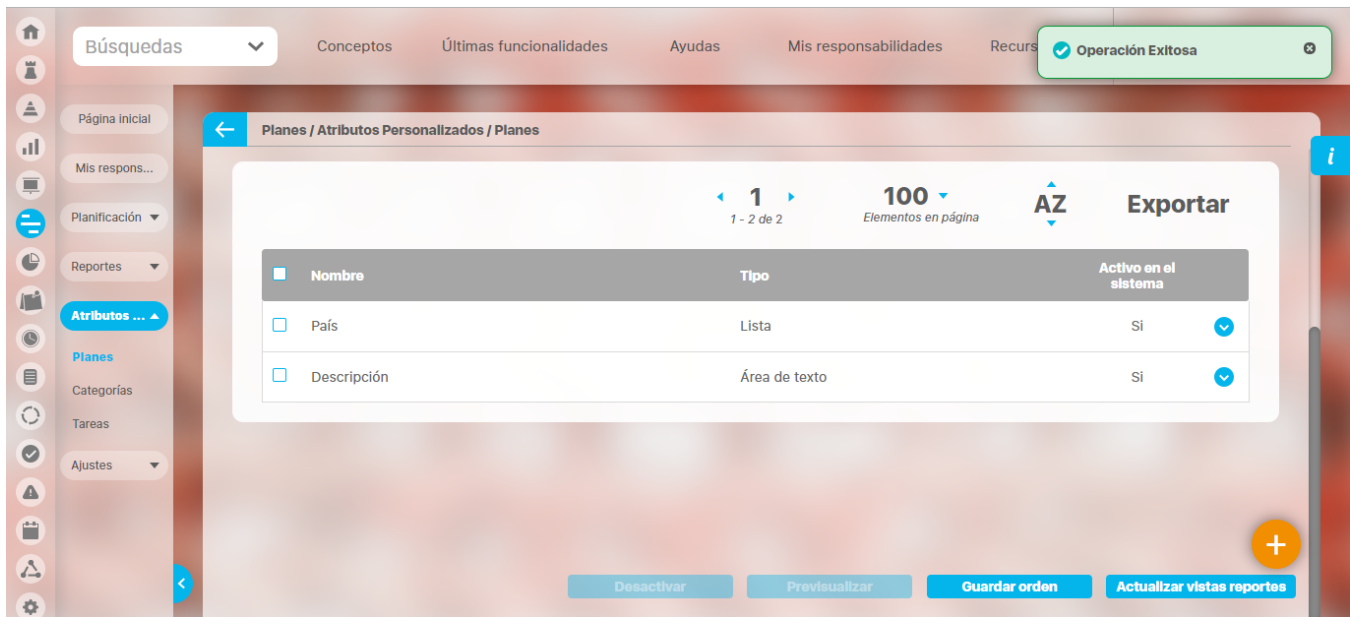 Búsquedas
Conceptos
Últimas funcionalidades
Ayudas
Mis responsabilidades
Recurs
Operación Exitosa
Página inicial
Mis respons...
Planificación
Reportes
Atributos ...
Planes
Categorías
Tareas
Ajustes
Planes / Atributos Personalizados / Planes
i
1
1 - 2 de 2
100
Elementos en página
AZ
Exportar
Nombre
Tipo
Activo en el
sistema
País
Lista
Si
Descripción
Área de texto
Si
Desactivar
Previsualizar
Guardar orden
Actualizar vistas reportes